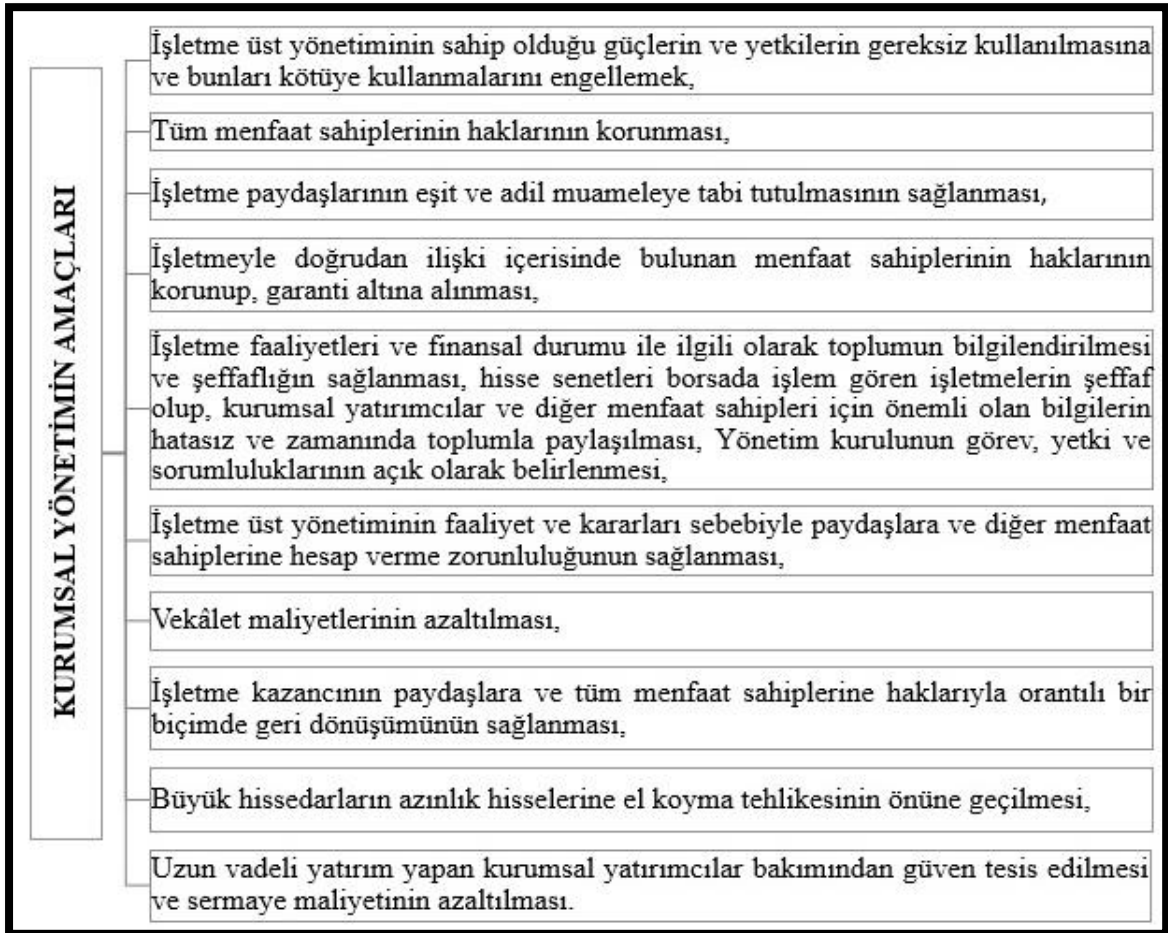 KURUMSAL YÖNETİMİN AMAÇLARI
İşletme üst yönetiminin sahip olduğu güçlerin ve yetkilerin gereksiz kullanılmasına
ve bunları kötüye kullanmalarını engellemek,
Tüm menfaat sahiplerinin haklarının korunması,
İşletme paydaşlarının eşit ve adil muameleye tabi tutulmasının sağlanması,
İşletmeyle doğrudan ilişki içerisinde bulunan menfaat sahiplerinin haklarının
korunup, garanti altına alınması,
İşletme faaliyetleri ve finansal durumu ile ilgili olarak toplumun bilgilendirilmesi
ve şeffaflığın sağlanması, hisse senetleri borsada işlem gören işletmelerin şeffaf
olup, kurumsal yatırımcılar ve diğer menfaat sahipleri için önemli olan bilgilerin
hatasız ve zamanında toplumla paylaşılması, Yönetim kurulunun görev, yetki ve
sorumluluklarının açık olarak belirlenmesi,
İşletme üst yönetiminin faaliyet ve kararları sebebiyle paydaşlara ve diğer menfaat
sahiplerine hesap verme zorunluluğunun sağlanması,
Vekâlet maliyetlerinin azaltılması,
İşletme kazancının paydaşlara ve tüm menfaat sahiplerine haklarıyla orantılı bir
biçimde geri dönüşümünün sağlanması,
Büyük hissedarların azınlık hisselerine el koyma tehlikesinin önüne geçilmesi,
Uzun vadeli yatırım yapan kurumsal yatırımcılar bakımından güven tesis edilmesi
ve sermaye maliyetinin azaltılması.